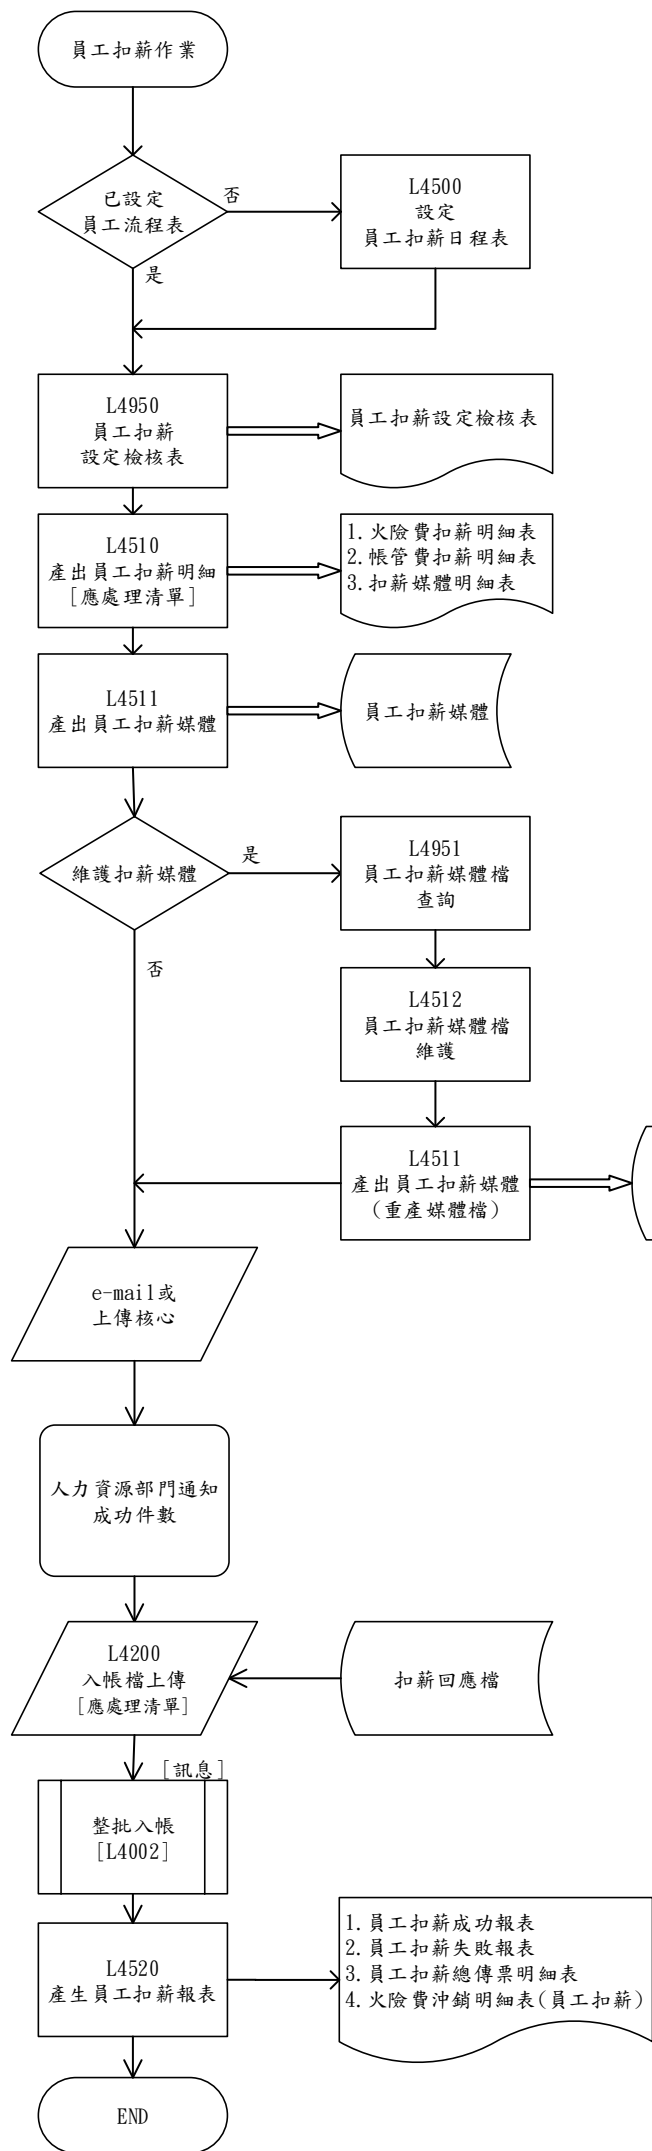 員工扣薪作業
已設定
員工流程表
否
L4500
設定
員工扣薪日程表
是
L4950
員工扣薪
設定檢核表
員工扣薪設定檢核表
L4510
產出員工扣薪明細
[應處理清單]
1.火險費扣薪明細表
2.帳管費扣薪明細表
3.扣薪媒體明細表
L4511
產出員工扣薪媒體
員工扣薪媒體
維護扣薪媒體
是
L4951
員工扣薪媒體檔
查詢
否
L4512
員工扣薪媒體檔
維護
L4511
產出員工扣薪媒體
(重產媒體檔)
e-mail或
上傳核心
人力資源部門通知
成功件數
L4200
入帳檔上傳
[應處理清單]
扣薪回應檔
[訊息]
整批入帳
[L4002]
L4520
產生員工扣薪報表
1.員工扣薪成功報表
2.員工扣薪失敗報表
3.員工扣薪總傳票明細表
4.火險費沖銷明細表(員工扣薪)
END